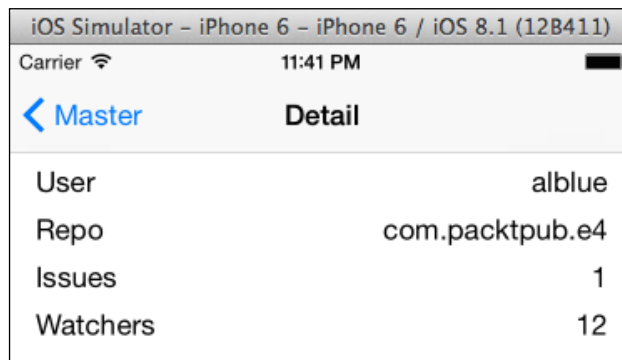 iOS Simulator – iPhone 6 – iPhone 6 / iOS 8.1 (12B411)
Carrier 11:41 PM
Master Detail
User alblue
Repo com.packtpub.e4
Issues 1
Watchers 12